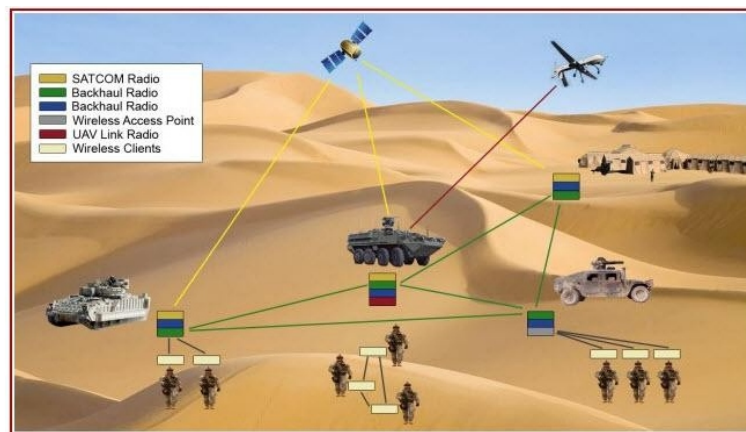 SATCOM Radio
Backhaul Radio
Backhaul Radio
Wireless Access Point
UAV Link Radio
Wireless Clients